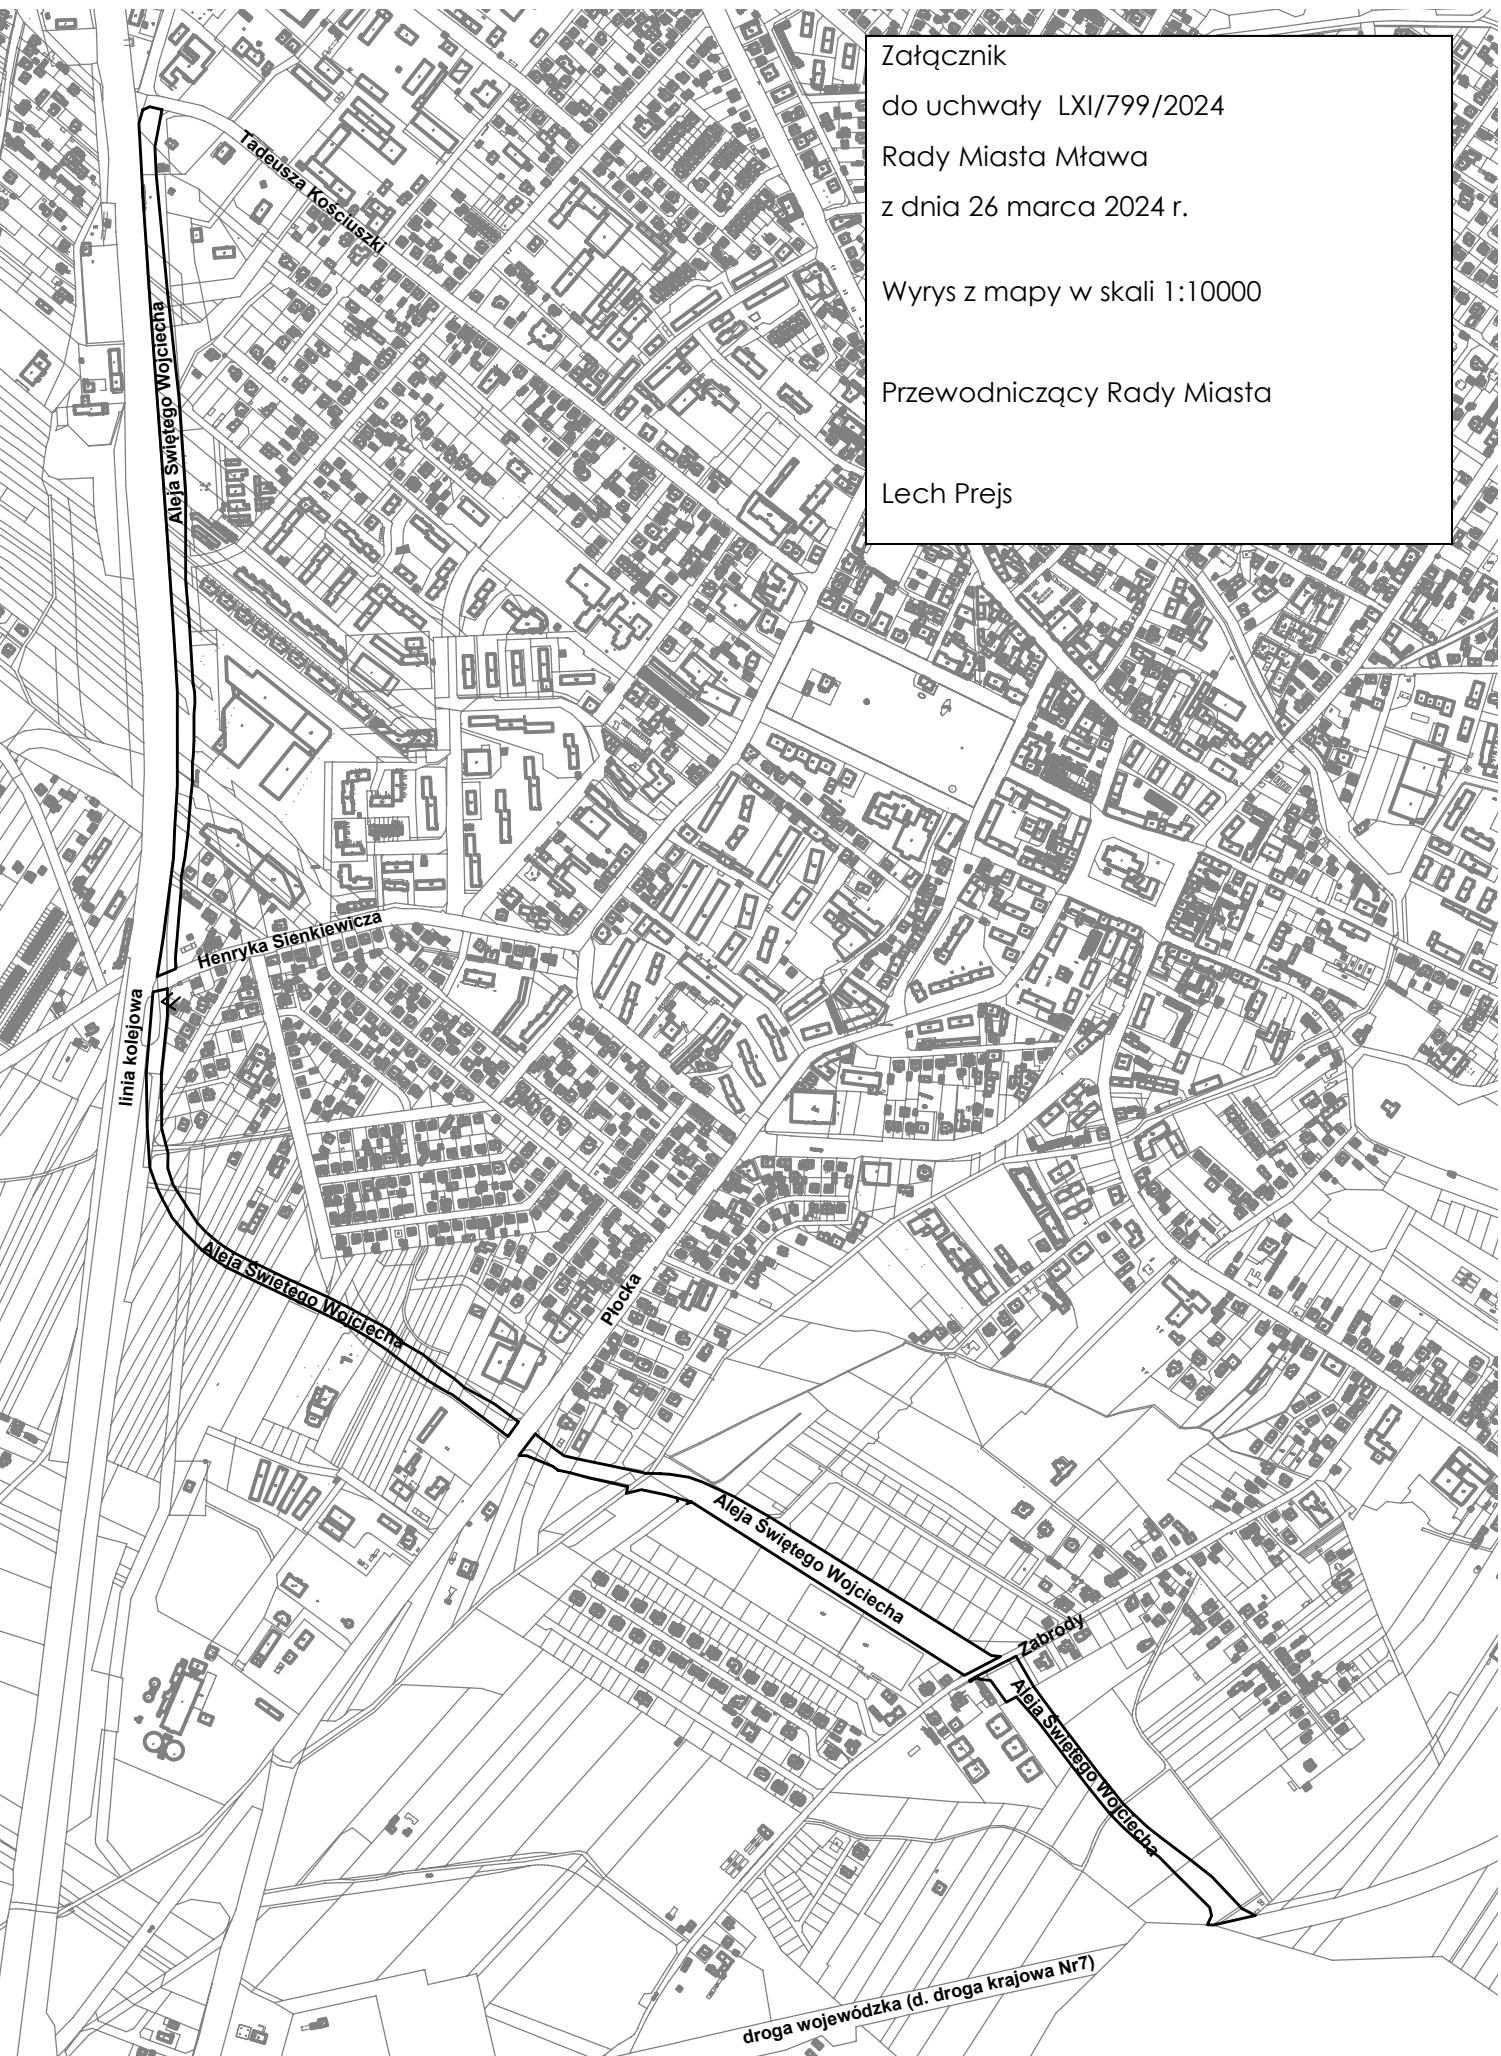 Załącznik
do uchwały LXI/799/2024
Rady Miasta Mława
z dnia 26 marca 2024 r.
Wyrys z mapy w skali 1:10000
Przewodniczący Rady Miasta
Lech Prejs
Tadeusza Kościuszki
Aleja Świętego Wojciecha
Henryka Sienkiewicza
linia kolejowa
Aleja Świętego Wojciecha
Płocka
Aleja Świętego Wojciecha
Zabrody
Aleja Świętego Wojciecha
droga wojewódzka (d. droga krajowa Nr7)